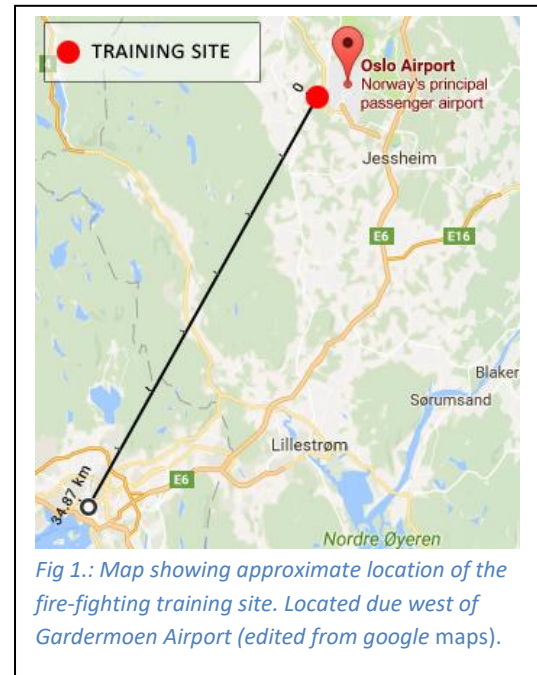 TRAINING SITE
Oslo Airport
Norway's principal
passenger airport
0
Jessheim
E6
E16
Blaker
Sørumsand
Lillestrøm
34.87 km
E6
Nordre Øyeren
Fig 1.: Map showing approximate location of the
fire-fighting training site. Located due west of
Gardermoen Airport (edited from google maps).